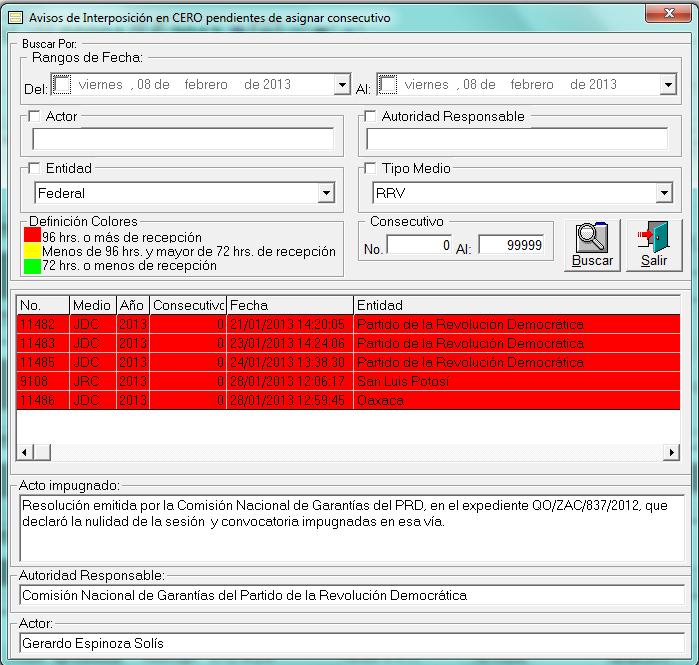 Avisos de Interposición en CERO pendientes de asignar consecutivo
Buscar Por:
Rangos de Fecha:
Del: viernes , 08 de febrero de 2013 Al: viernes , 08 de febrero de 2013
Actor Autoridad Responsable
Entidad Tipo Medio
Federal RRV
Definición Colores Consecutivo
96 hrs. o más de recepción
Menos de 96 hrs. y mayor de 72 hrs. de recepción
72 hrs. o menos de recepción
No. 0 Al: 99999
Buscar Salir
No. Medio Año Consecutivo Fecha Entidad
11482 JDC 2013 0 21/01/2013 14:20:05 Partido de la Revolución Democrática
11483 JDC 2013 0 23/01/2013 14:24:06 Partido de la Revolución Democrática
11485 JDC 2013 0 24/01/2013 13:38:30 Partido de la Revolución Democrática
9108 JRC 2013 0 28/01/2013 12:06:17 San Luis Potosí
11486 JDC 2013 0 28/01/2013 12:59:45 Oaxaca
Acto impugnado:
Resolución emitida por la Comisión Nacional de Garantías del PRD, en el expediente QO/ZAC/837/2012, que
declaró la nulidad de la sesión y convocatoria impugnadas en esa vía.
Autoridad Responsable:
Comisión Nacional de Garantías del Partido de la Revolución Democrática
Actor:
Gerardo Espinoza Solís